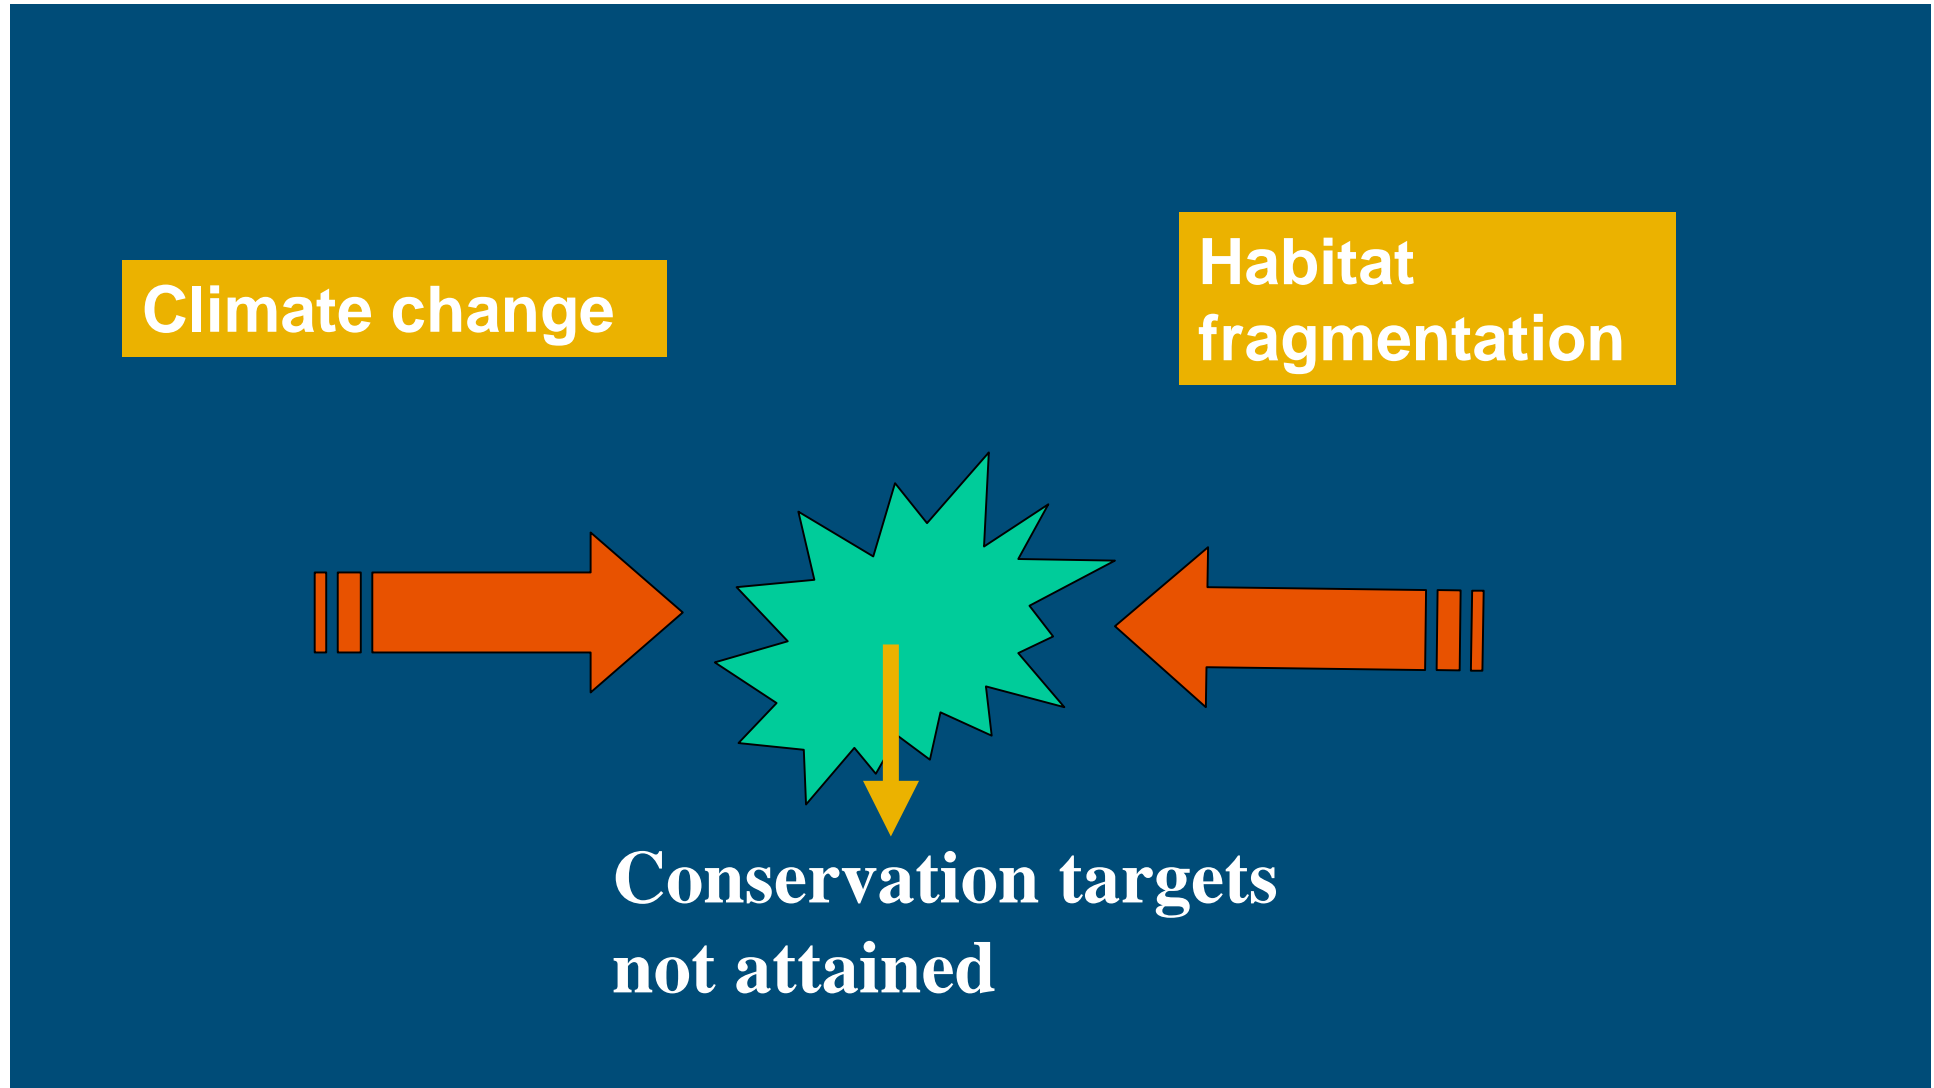 Climate change
Habitat
fragmentation
Conservation targets
not attained